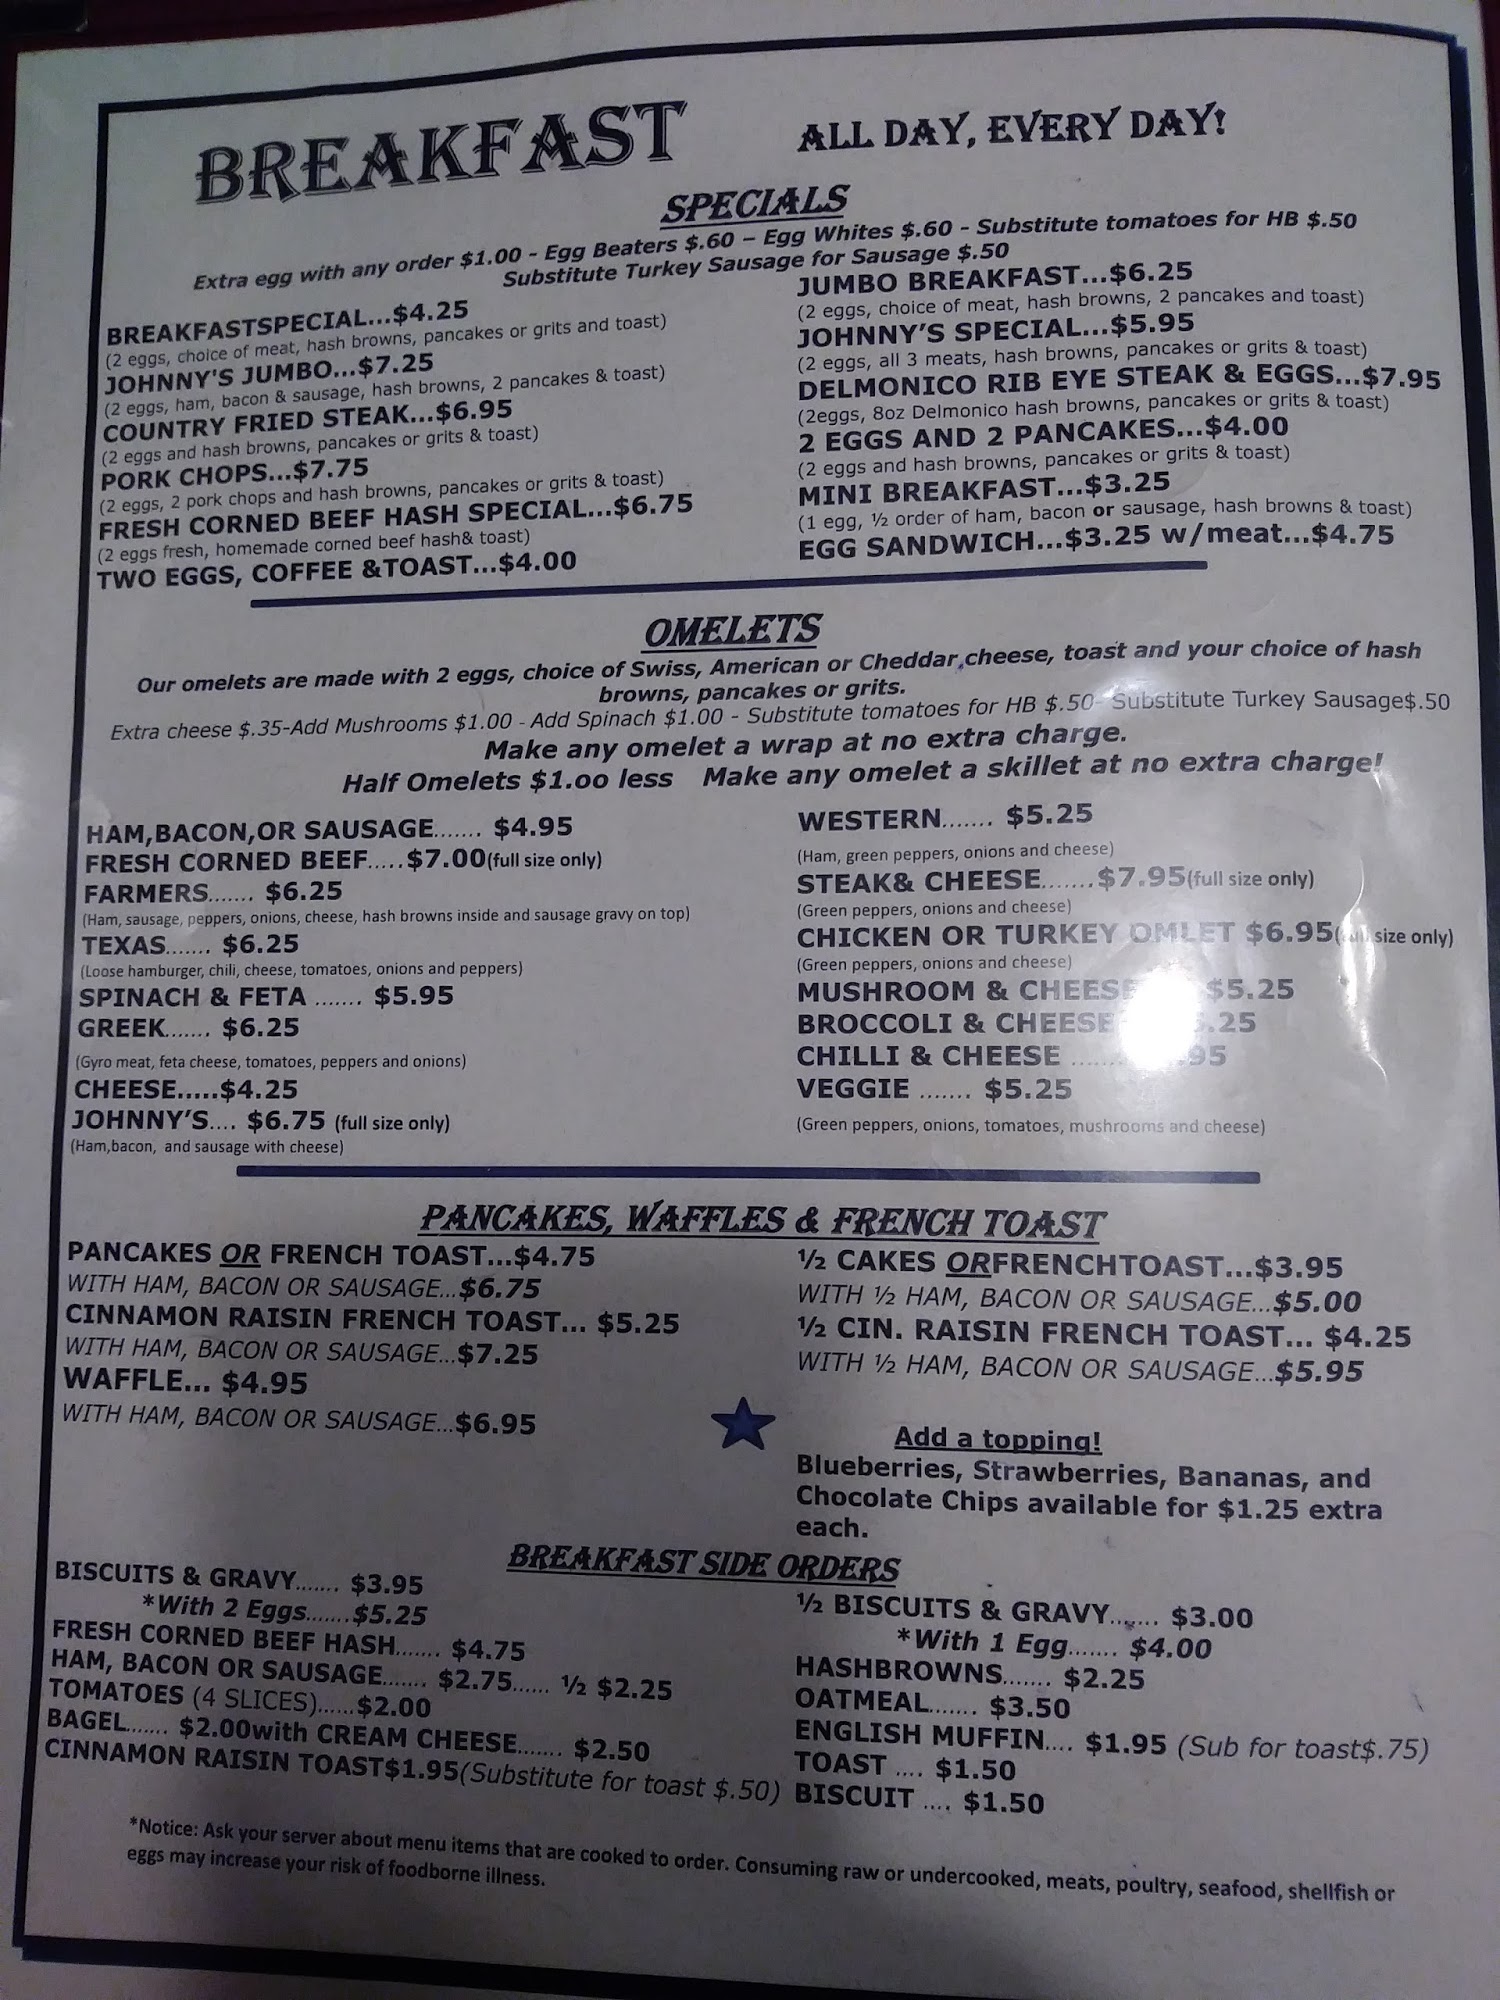 BREAKFAST ALL DAY, EVERY DAY!
SPECIALS
Extra egg with any order $1.00 - Egg Beaters $.60 – Egg Whites $.60 - Substitute tomatoes for HB $.50
Substitute Turkey Sausage for Sausage $.50
BREAKFASTSPECIAL...$4.25
(2 eggs, choice of meat, hash browns, pancakes or grits and toast)
JOHNNY'S JUMBO...$7.25
(2 eggs, ham, bacon & sausage, hash browns, 2 pancakes & toast)
COUNTRY FRIED STEAK...$6.95
(2 eggs and hash browns, pancakes or grits & toast)
PORK CHOPS...$7.75
(2 eggs, 2 pork chops and hash browns, pancakes or grits & toast)
FRESH CORNED BEEF HASH SPECIAL...$6.75
(2 eggs fresh, homemade corned beef hash& toast)
TWO EGGS, COFFEE &TOAST...$4.00
JUMBO BREAKFAST...$6.25
(2 eggs, choice of meat, hash browns, 2 pancakes and toast)
JOHNNY'S SPECIAL...$5.95
(2 eggs, all 3 meats, hash browns, pancakes or grits & toast)
DELMONICO RIB EYE STEAK & EGGS...$7.95
(2eggs, 8oz Delmonico hash browns, pancakes or grits & toast)
2 EGGS AND 2 PANCAKES...$4.00
(2 eggs and hash browns, pancakes or grits & toast)
MINI BREAKFAST...$3.25
(1 egg, ½ order of ham, bacon or sausage, hash browns & toast)
EGG SANDWICH...$3.25 w/meat...$4.75
OMELETS
Our omelets are made with 2 eggs, choice of Swiss, American or Cheddar cheese, toast and your choice of hash
browns, pancakes or grits.
Extra cheese $.35-Add Mushrooms $1.00 - Add Spinach $1.00 - Substitute tomatoes for HB $.50- Substitute Turkey Sausage$.50
Make any omelet a wrap at no extra charge.
Half Omelets $1.oo less Make any omelet a skillet at no extra charge!
HAM,BACON,OR SAUSAGE....... $4.95
FRESH CORNED BEEF.....$7.00(full size only)
FARMERS....... $6.25
(Ham, sausage, peppers, onions, cheese, hash browns inside and sausage gravy on top)
TEXAS....... $6.25
(Loose hamburger, chili, cheese, tomatoes, onions and peppers)
SPINACH & FETA ....... $5.95
GREEK....... $6.25
(Gyro meat, feta cheese, tomatoes, peppers and onions)
CHEESE.....$4.25
JOHNNY'S.... $6.75 (full size only)
(Ham,bacon, and sausage with cheese)
WESTERN....... $5.25
(Ham, green peppers, onions and cheese)
STEAK& CHEESE.......$7.95(full size only)
(Green peppers, onions and cheese)
CHICKEN OR TURKEY OMLET $6.95(full size only)
(Green peppers, onions and cheese)
MUSHROOM & CHEESE $5.25
BROCCOLI & CHEESE
CHILLI & CHEESE .......
VEGGIE ....... $5.25
(Green peppers, onions, tomatoes, mushrooms and cheese)
PANCAKES, WAFFLES & FRENCH TOAST
PANCAKES OR FRENCH TOAST...$4.75
WITH HAM, BACON OR SAUSAGE...$6.75
CINNAMON RAISIN FRENCH TOAST... $5.25
WITH HAM, BACON OR SAUSAGE...$7.25
WAFFLE... $4.95
WITH HAM, BACON OR SAUSAGE...$6.95
½ CAKES ORFRENCHTOAST...$3.95
WITH ½ HAM, BACON OR SAUSAGE...$5.00
½ CIN. RAISIN FRENCH TOAST... $4.25
WITH ½ HAM, BACON OR SAUSAGE...$5.95
Add a topping!
Blueberries, Strawberries, Bananas, and
Chocolate Chips available for $1.25 extra
each.
BREAKFAST SIDE ORDERS
BISCUITS & GRAVY....... $3.95
*With 2 Eggs.......$5.25
FRESH CORNED BEEF HASH....... $4.75
HAM, BACON OR SAUSAGE....... $2.75...... ½ $2.25
TOMATOES (4 SLICES)......$2.00
BAGEL....... $2.00with CREAM CHEESE....... $2.50
CINNAMON RAISIN TOAST$1.95(Substitute for toast $.50)
½ BISCUITS & GRAVY....... $3.00
*With 1 Egg....... $4.00
HASHBROWNS....... $2.25
OATMEAL....... $3.50
ENGLISH MUFFIN.... $1.95 (Sub for toast$.75)
TOAST .... $1.50
BISCUIT .... $1.50
*Notice: Ask your server about menu items that are cooked to order. Consuming raw or undercooked, meats, poultry, seafood, shellfish or
eggs may increase your risk of foodborne illness.